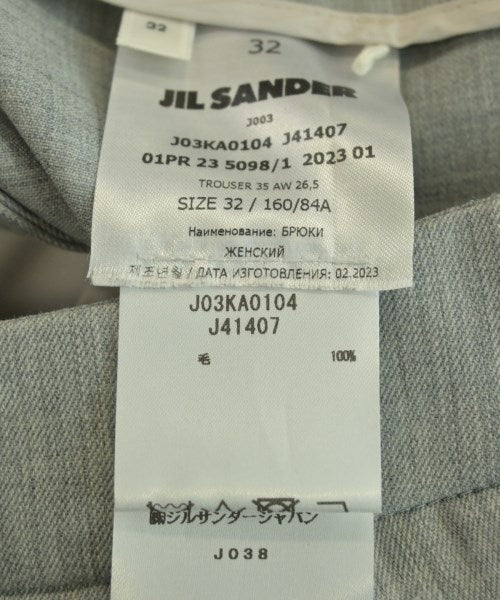 32
32
JIL SANDER
J003
J03KA0104 J41407
01PR 23 5098/1 2023 01
TROUSER 35 AW 26,5
SIZE 32 / 160/84A
Наименование: БРЮКИ
ЖЕНСКИЙ
제조년월 / ДАТА ИЗГОТОВЛЕНИЯ: 02.2023
J03KA0104
J41407
毛 100%
㈱ジルサンダージャパン
J038